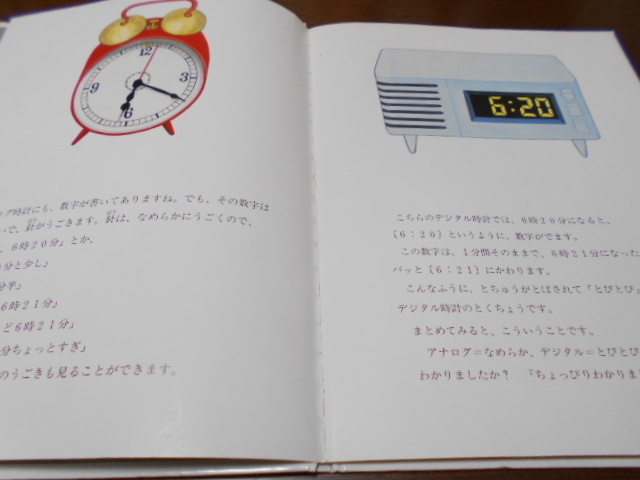 12
3
6
9
グ時計にも、数字が書いてありますね。でも、その数字は
いで、針がうごきます。針は、なめらかにうごくので、
、6時20分」とか、
分と少し」
分半」
6時21分」
ど6時21分」
分ちょっとすぎ」
のうごきも見ることができます。
6:20
こちらのデジタル時計では、6時20分になると、
〔6：20〕というように、数字がでます。
この数字は、1分間そのままで、6時21分になった
パッと〔6：21〕にかわります。
こんなふうに、とちゅうがとばされて『とびとび』
デジタル時計のとくちょうです。
まとめてみると、こういうことです。
アナログ＝なめらか、デジタル＝とびとび
わかりましたか？　『ちょっぴりわかりま